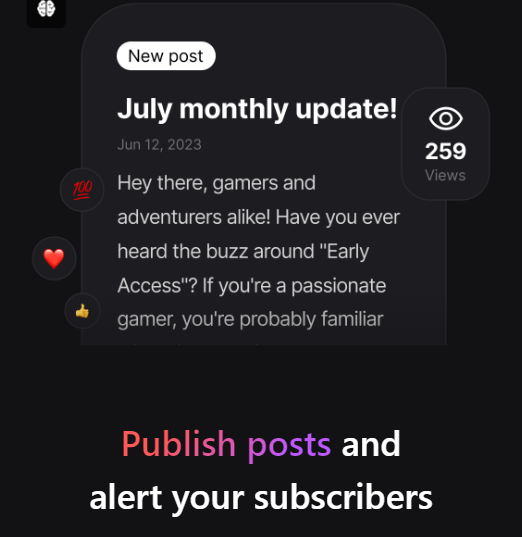 New post
July monthly update!
Jun 12, 2023
259
Views
💯
Hey there, gamers and
adventurers alike! Have you ever
heard the buzz around "Early
Access"? If you're a passionate
gamer, you're probably familiar
Publish posts and
alert your subscribers